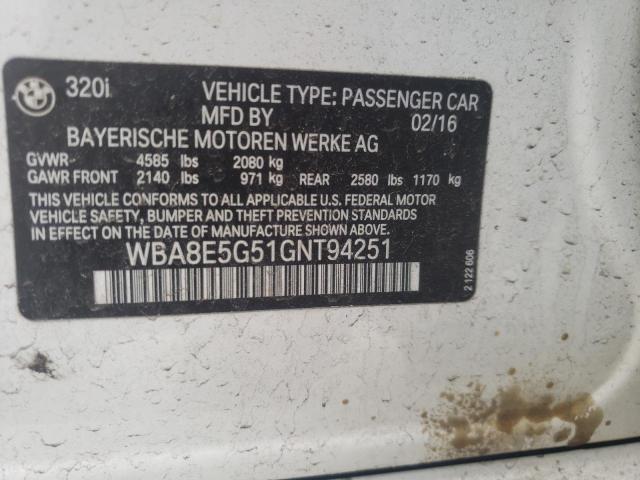 320i VEHICLE TYPE: PASSENGER CAR
MFD BY 02/16
BAYERISCHE MOTOREN WERKE AG
GVWR- 4585 lbs 2080 kg
GAWR FRONT 2140 lbs 971 kg REAR 2580 lbs 1170 kg
THIS VEHICLE CONFORMS TO ALL APPLICABLE U.S. FEDERAL MOTOR
VEHICLE SAFETY, BUMPER AND THEFT PREVENTION STANDARDS IN
EFFECT ON THE DATE OF MANUFACTURE SHOWN ABOVE.
WBA8E5G51GNT94251
2 122 606